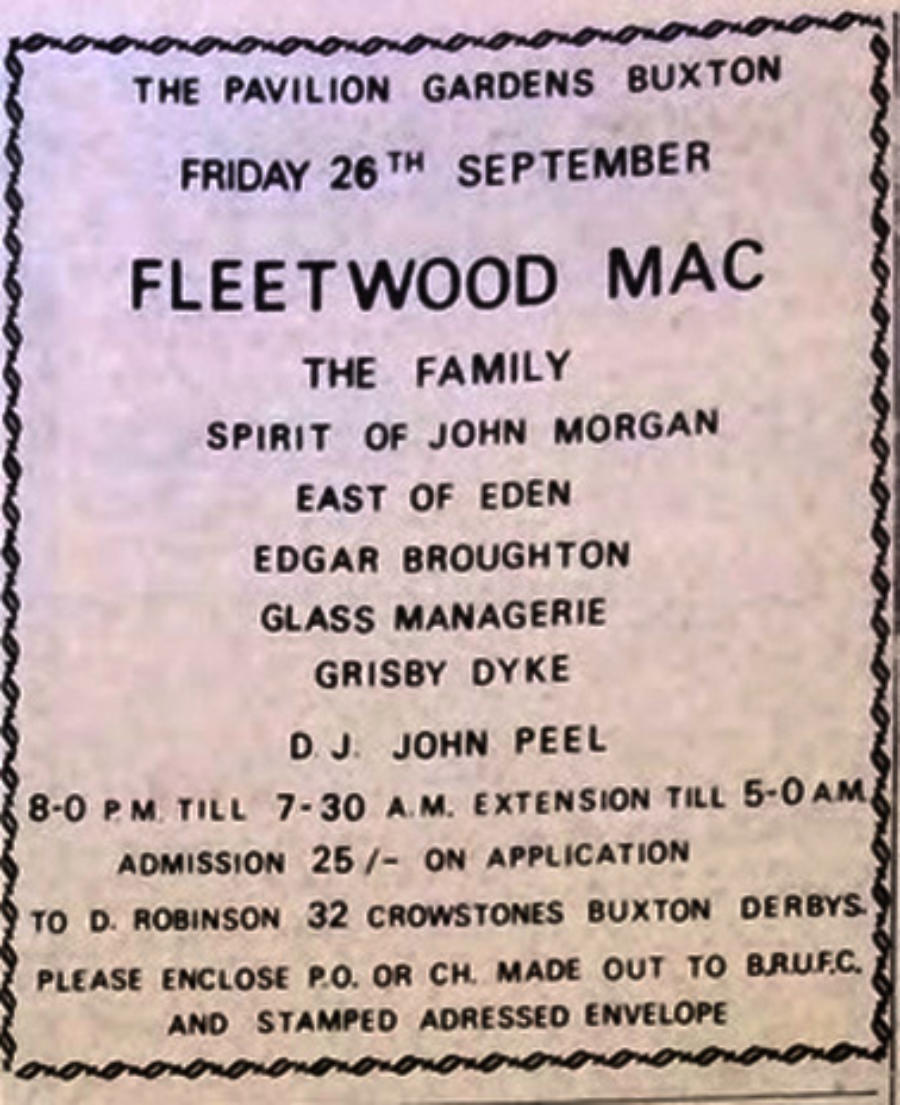 THE PAVILION GARDENS BUXTON
FRIDAY 26TH SEPTEMBER
FLEETWOOD MAC
THE FAMILY
SPIRIT OF JOHN MORGAN
EAST OF EDEN
EDGAR BROUGHTON
GLASS MANAGERIE
GRISBY DYKE
D. J. JOHN PEEL
8-0 P.M. TILL 7-30 A.M. EXTENSION TILL 5-0 A.M.
ADMISSION 25/- ON APPLICATION
TO D. ROBINSON 32 CROWSTONES BUXTON DERBYS.
PLEASE ENCLOSE P.O. OR CH. MADE OUT TO B.R.U.F.C.
AND STAMPED ADRESSED ENVELOPE